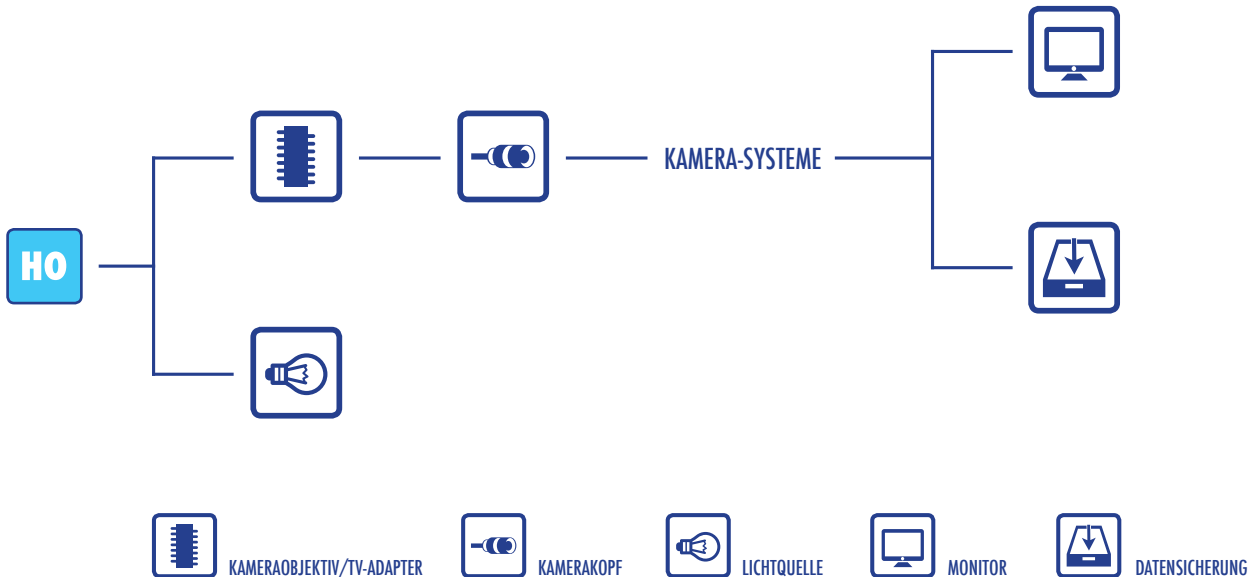 KAMERA-SYSTEME
HO
KAMERAOBJEKTIV/TV-ADAPTER
KAMERAKOPF
LICHTQUELLE
MONITOR
DATENSICHERUNG